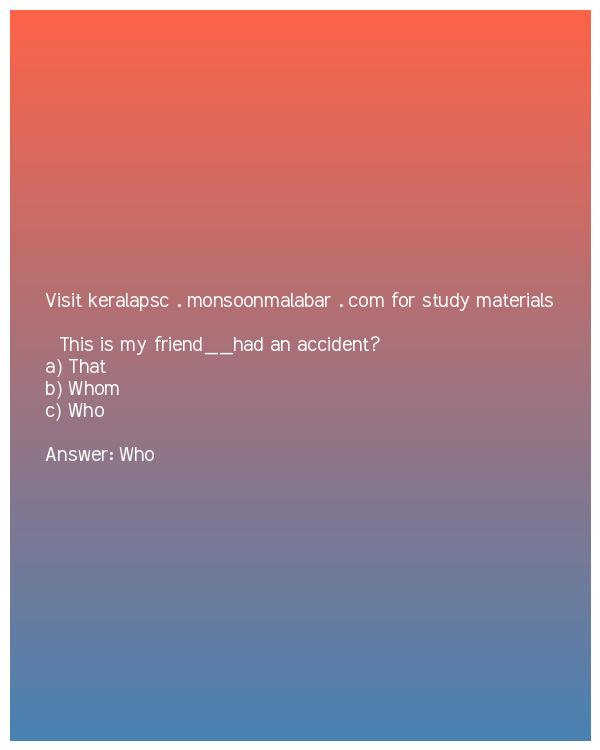 Visit keralapsc . monsoonmalabar . com for study materials
This is my friend__had an accident?
a) That
b) Whom
c) Who
Answer: Who